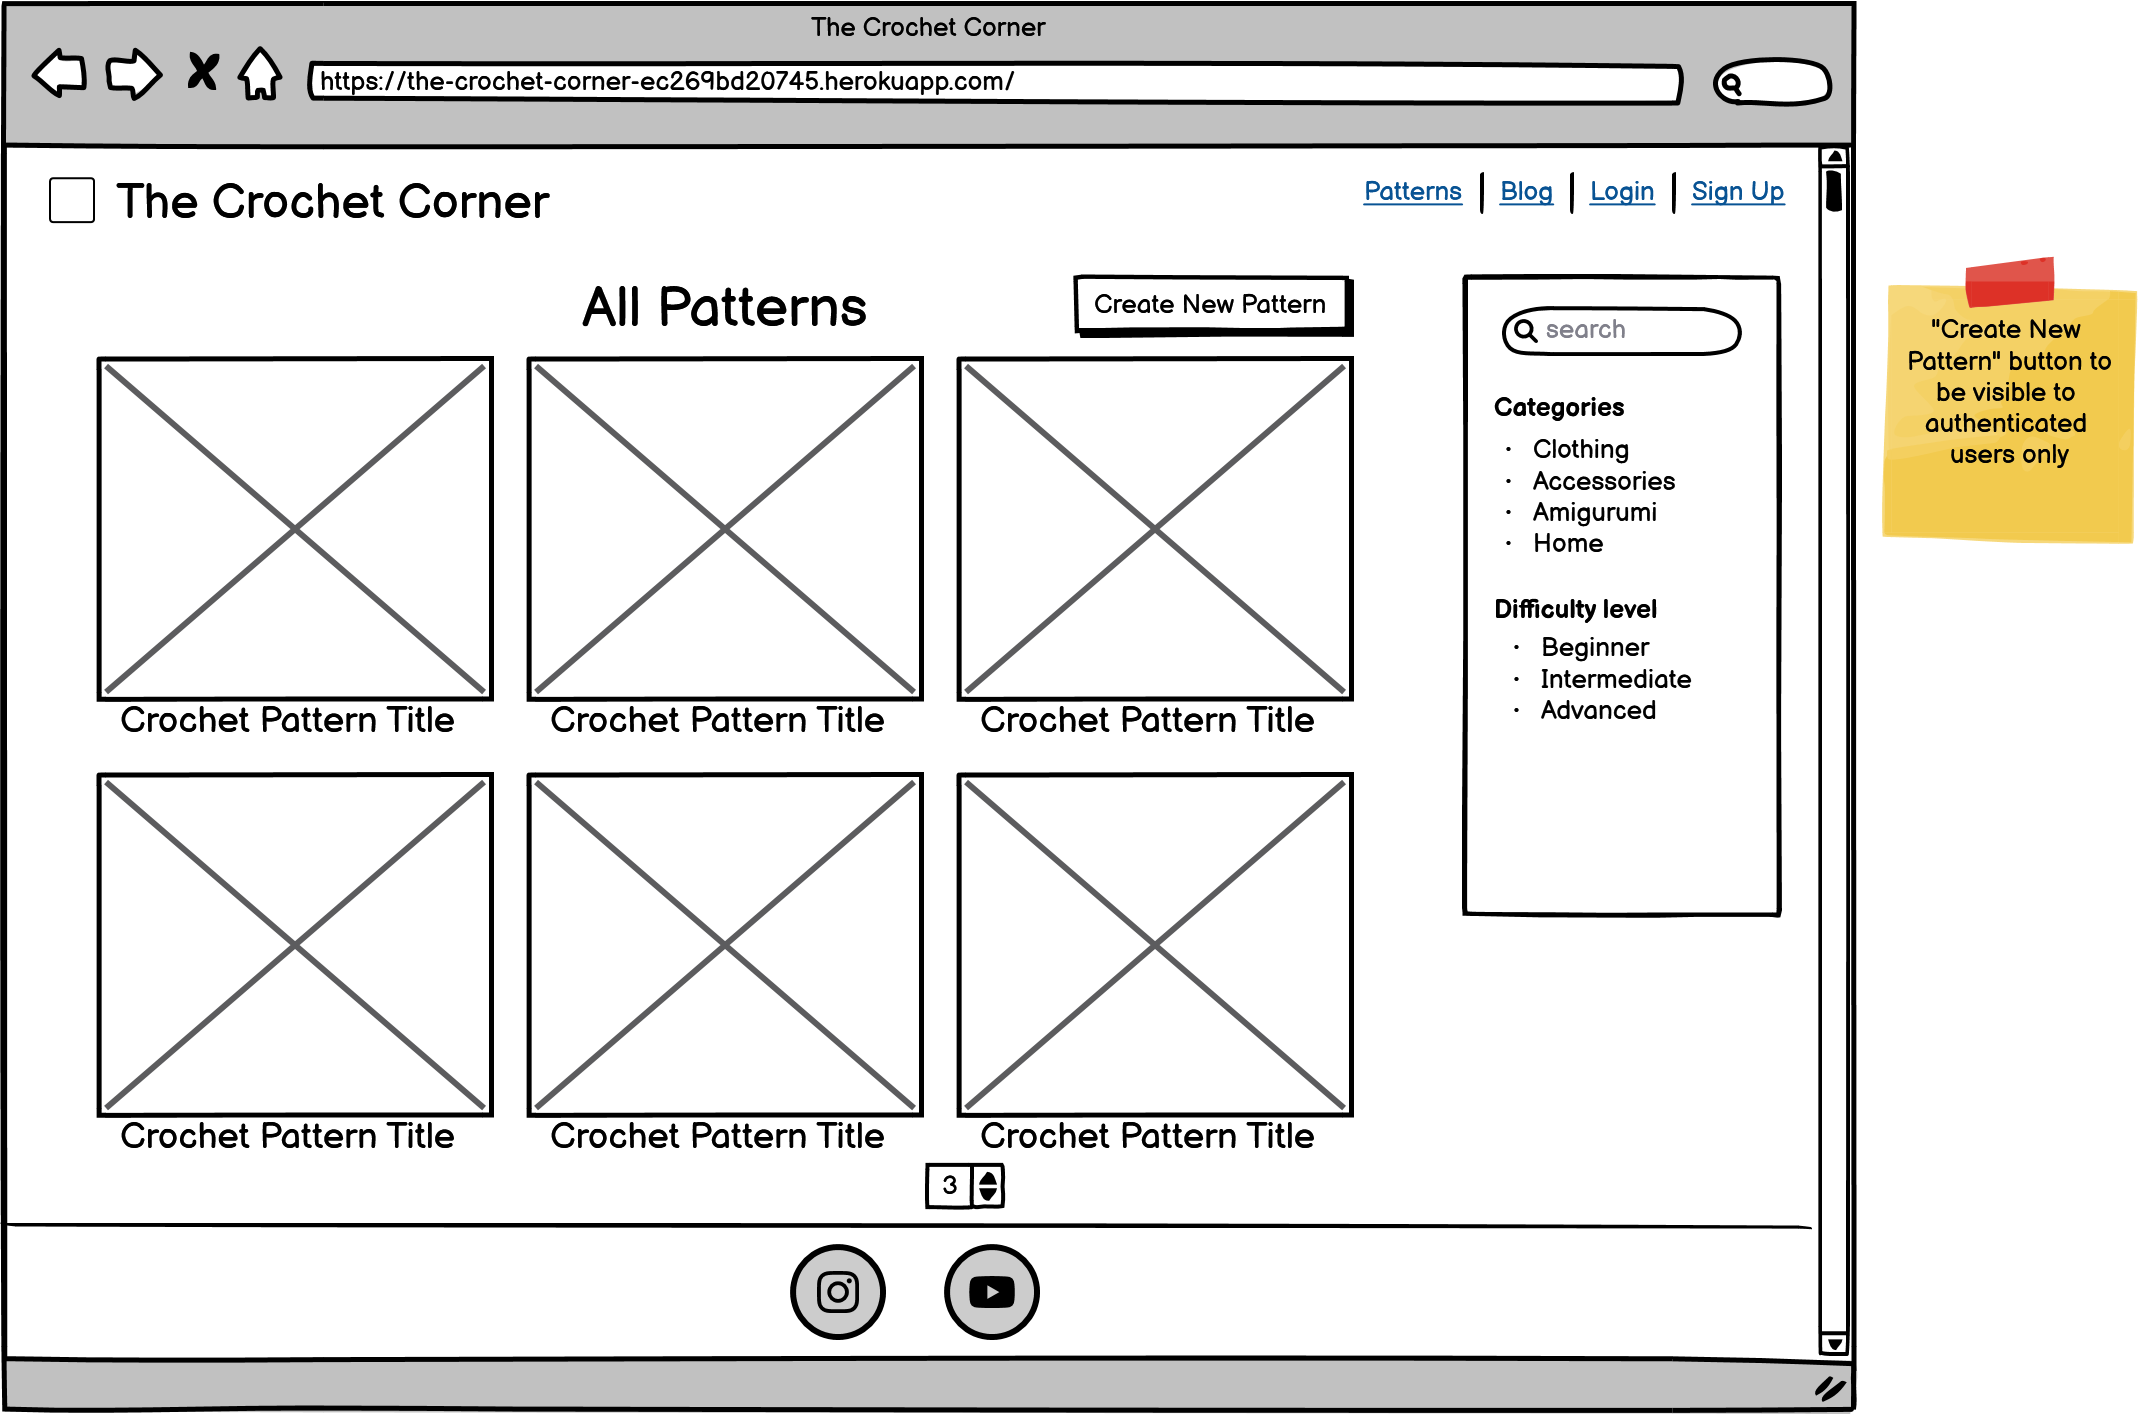 The Crochet Corner
https://the-crochet-corner-ec269bd20745.herokuapp.com/
The Crochet Corner
Patterns
Blog
Login
Sign Up
All Patterns
Create New Pattern
Crochet Pattern Title
Crochet Pattern Title
Crochet Pattern Title
Crochet Pattern Title
Crochet Pattern Title
Crochet Pattern Title
3
search
Categories
Clothing
Accessories
Amigurumi
Home
Difficulty level
Beginner
Intermediate
Advanced
"Create New
Pattern" button to
be visible to
authenticated
users only